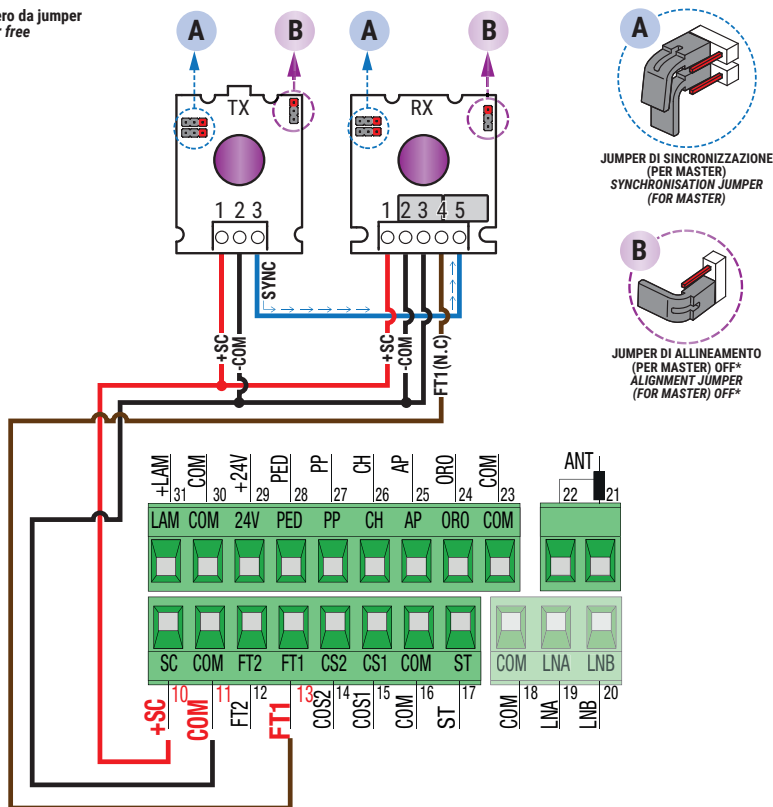 ero da jumper
free
A
B
A
B
TX
RX
1 2 3
1 2 3 4 5
SYNC
+SC
-COM
+SC
-COM
FT1(N.C)
A
JUMPER DI SINCRONIZZAZIONE
(PER MASTER)
SYNCHRONISATION JUMPER
(FOR MASTER)
B
JUMPER DI ALLINEAMENTO
(PER MASTER) OFF*
ALIGNMENT JUMPER
(FOR MASTER) OFF*
+LAM COM +24V PED PP CH AP ORO COM ANT
31 30 29 28 27 26 25 24 23 22 21
LAM COM 24V PED PP CH AP ORO COM
SC COM FT2 FT1 CS2 CS1 COM ST COM LNA LNB
10 11 12 13 14 15 16 17 18 19 20
+SC COM FT2 FT1 COS2 COS1 COM ST COM LNA LNB